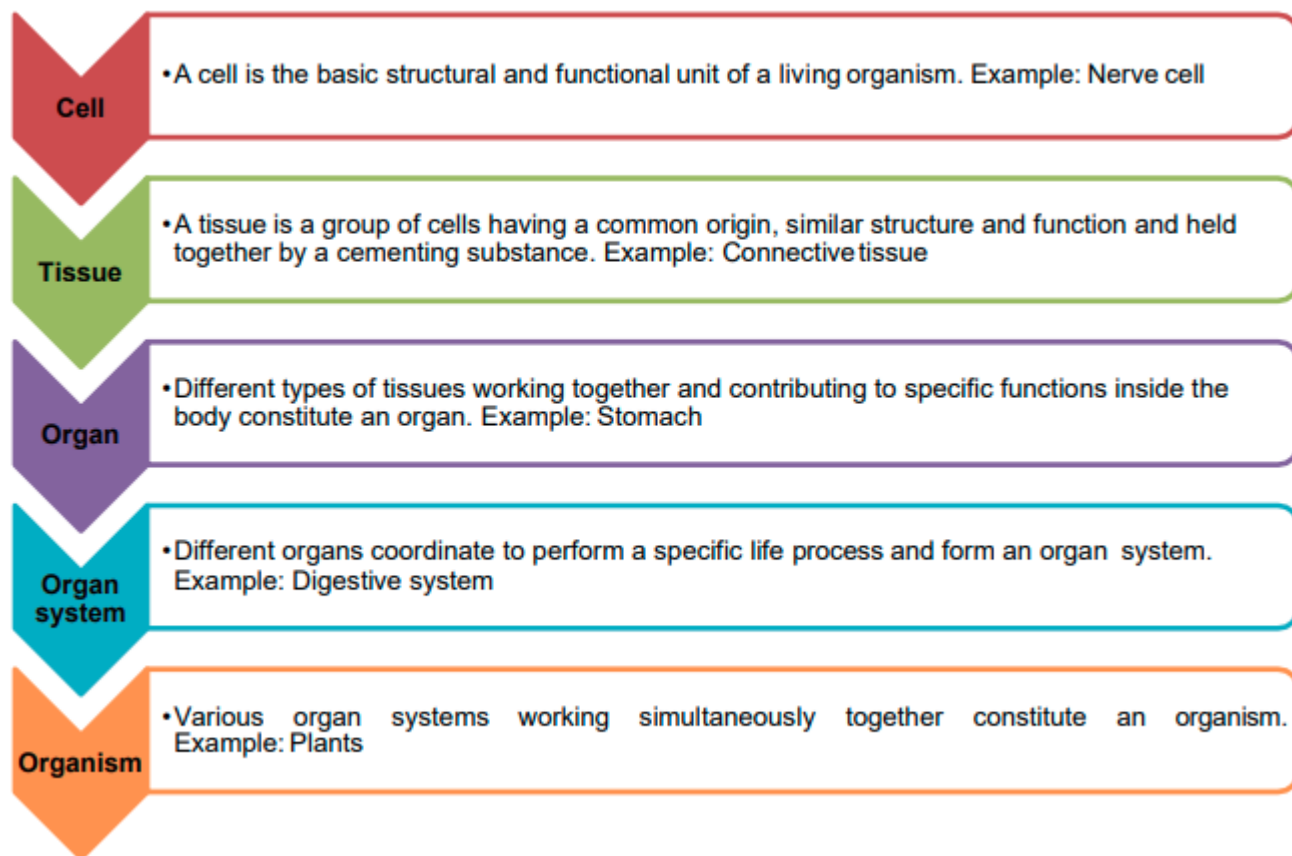 Cell
•A cell is the basic structural and functional unit of a living organism. Example: Nerve cell
Tissue
•A tissue is a group of cells having a common origin, similar structure and function and held
together by a cementing substance. Example: Connective tissue
Organ
•Different types of tissues working together and contributing to specific functions inside the
body constitute an organ. Example: Stomach
Organ
system
•Different organs coordinate to perform a specific life process and form an organ system.
Example: Digestive system
Organism
•Various organ systems working simultaneously together constitute an organism.
Example: Plants